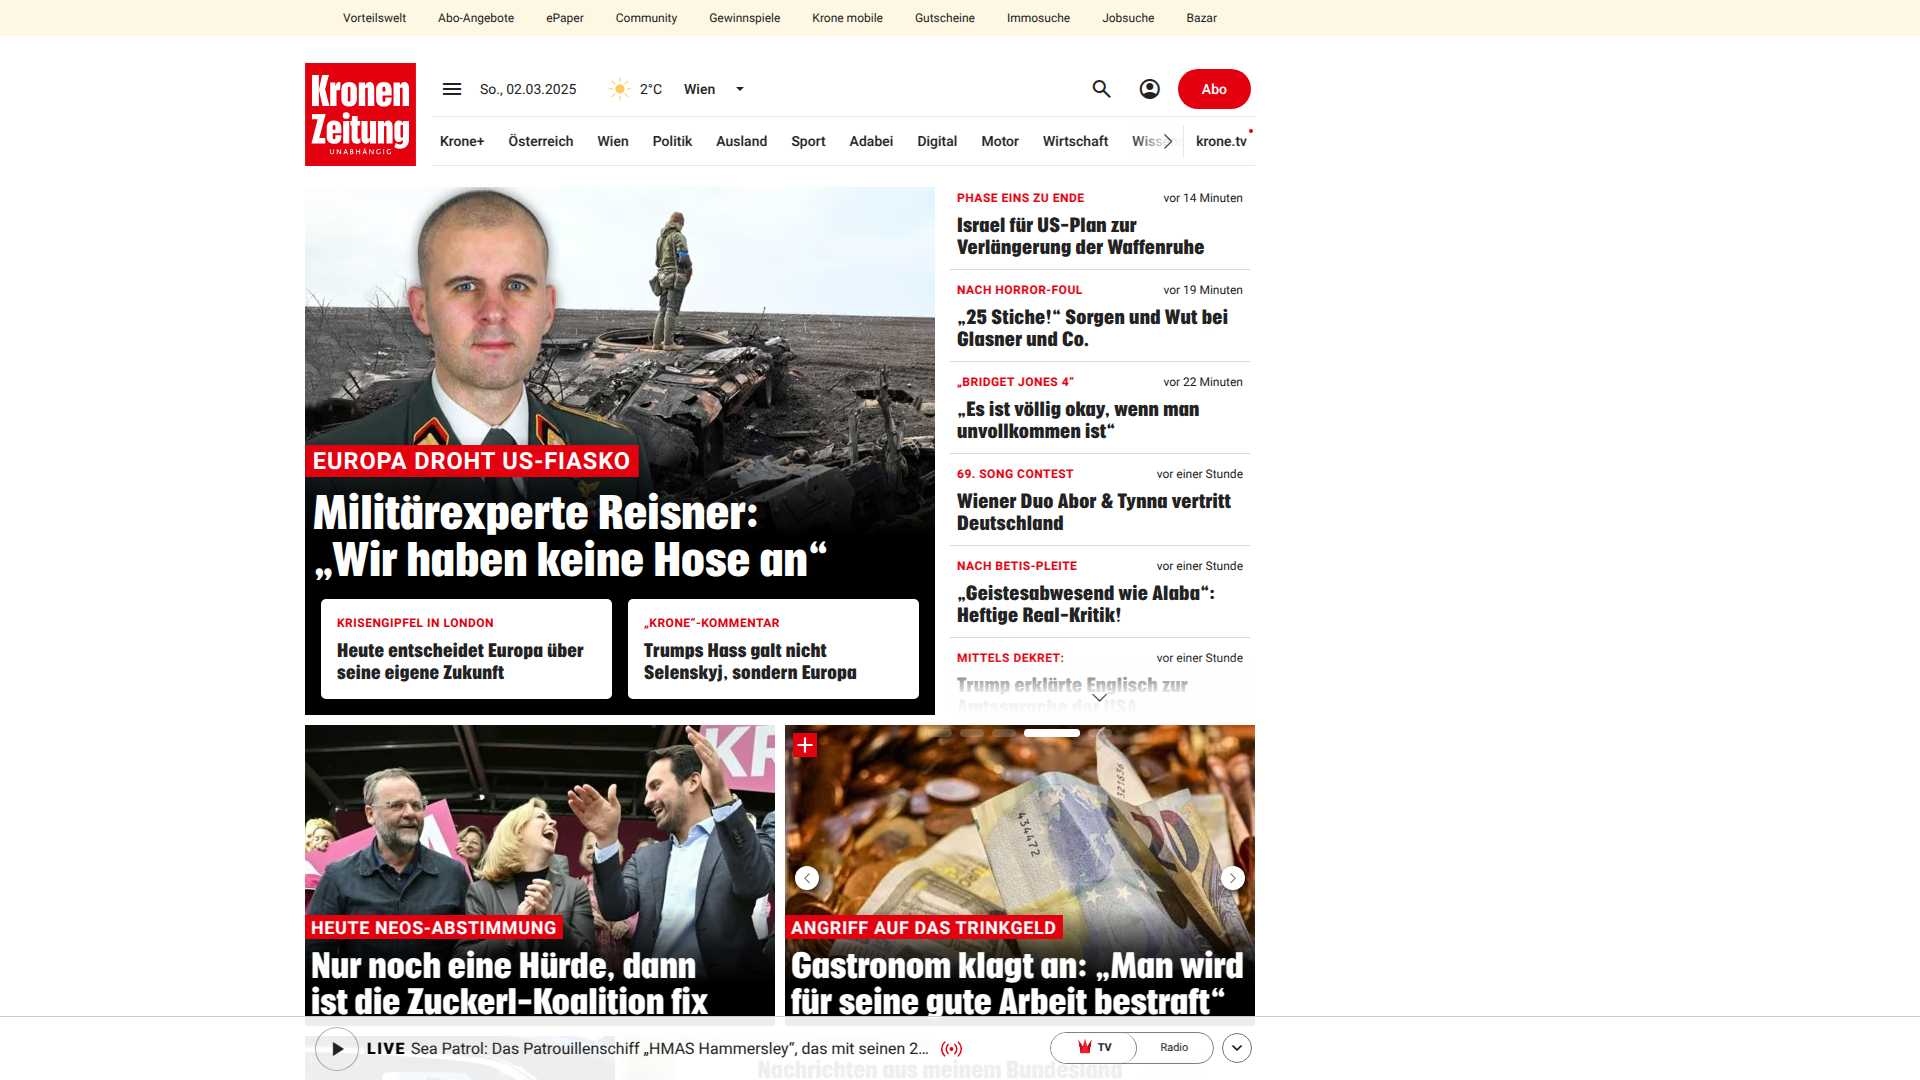 Vorteilswelt Abo-Angebote ePaper Community Gewinnspiele Krone mobile Gutscheine Immosuche Jobsuche Bazar
Kronen
Zeitung
UNABHÄNGIG
So., 02.03.2025 2°C Wien
Abo
Krone+ Österreich Wien Politik Ausland Sport Adabei Digital Motor Wirtschaft krone.tv
EUROPA DROHT US-FIASKO
Militärexperte Reisner:
„Wir haben keine Hose an“
KRISENGIPFEL IN LONDON
Heute entscheidet Europa über
seine eigene Zukunft
„KRONE“-KOMMENTAR
Trumps Hass galt nicht
Selenskyj, sondern Europa
PHASE EINS ZU ENDE vor 14 Minuten
Israel für US-Plan zur
Verlängerung der Waffenruhe
NACH HORROR-FOUL vor 19 Minuten
„25 Stiche!“ Sorgen und Wut bei
Glasner und Co.
„BRIDGET JONES 4“ vor 22 Minuten
„Es ist völlig okay, wenn man
unvollkommen ist“
69. SONG CONTEST vor einer Stunde
Wiener Duo Abor & Tynna vertritt
Deutschland
NACH BETIS-PLEITE vor einer Stunde
„Geistesabwesend wie Alaba“:
Heftige Real-Kritik!
MITTELS DEKRET: vor einer Stunde
Trump erklärte Englisch zur
Amtssprache der USA
KR
HEUTE NEOS-ABSTIMMUNG
Nur noch eine Hürde, dann
ist die Zuckerl-Koalition fix
321636
434472
20
ANGRIFF AUF DAS TRINKGELD
Gastronom klagt an: „Man wird
für seine gute Arbeit bestraft“
LIVE Sea Patrol: Das Patrouillenschiff „HMAS Hammersley“, das mit seinen 2...
TV
Radio
Nachrichten aus meinem Bundesland